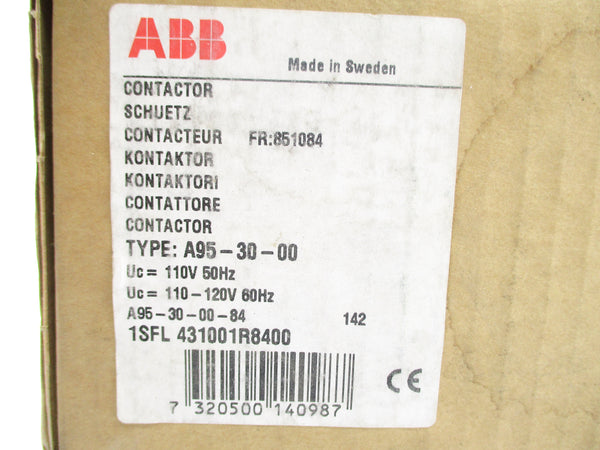 ABB
Made in Sweden
CONTACTOR
SCHUETZ
CONTACTEUR FR:851084
KONTAKTOR
KONTAKTORI
CONTATTORE
CONTACTOR
TYPE: A95-30-00
Uc= 110V 50Hz
Uc= 110-120V 60Hz
A95-30-00-84 142
1SFL 431001R8400
CE
7 320500 140987